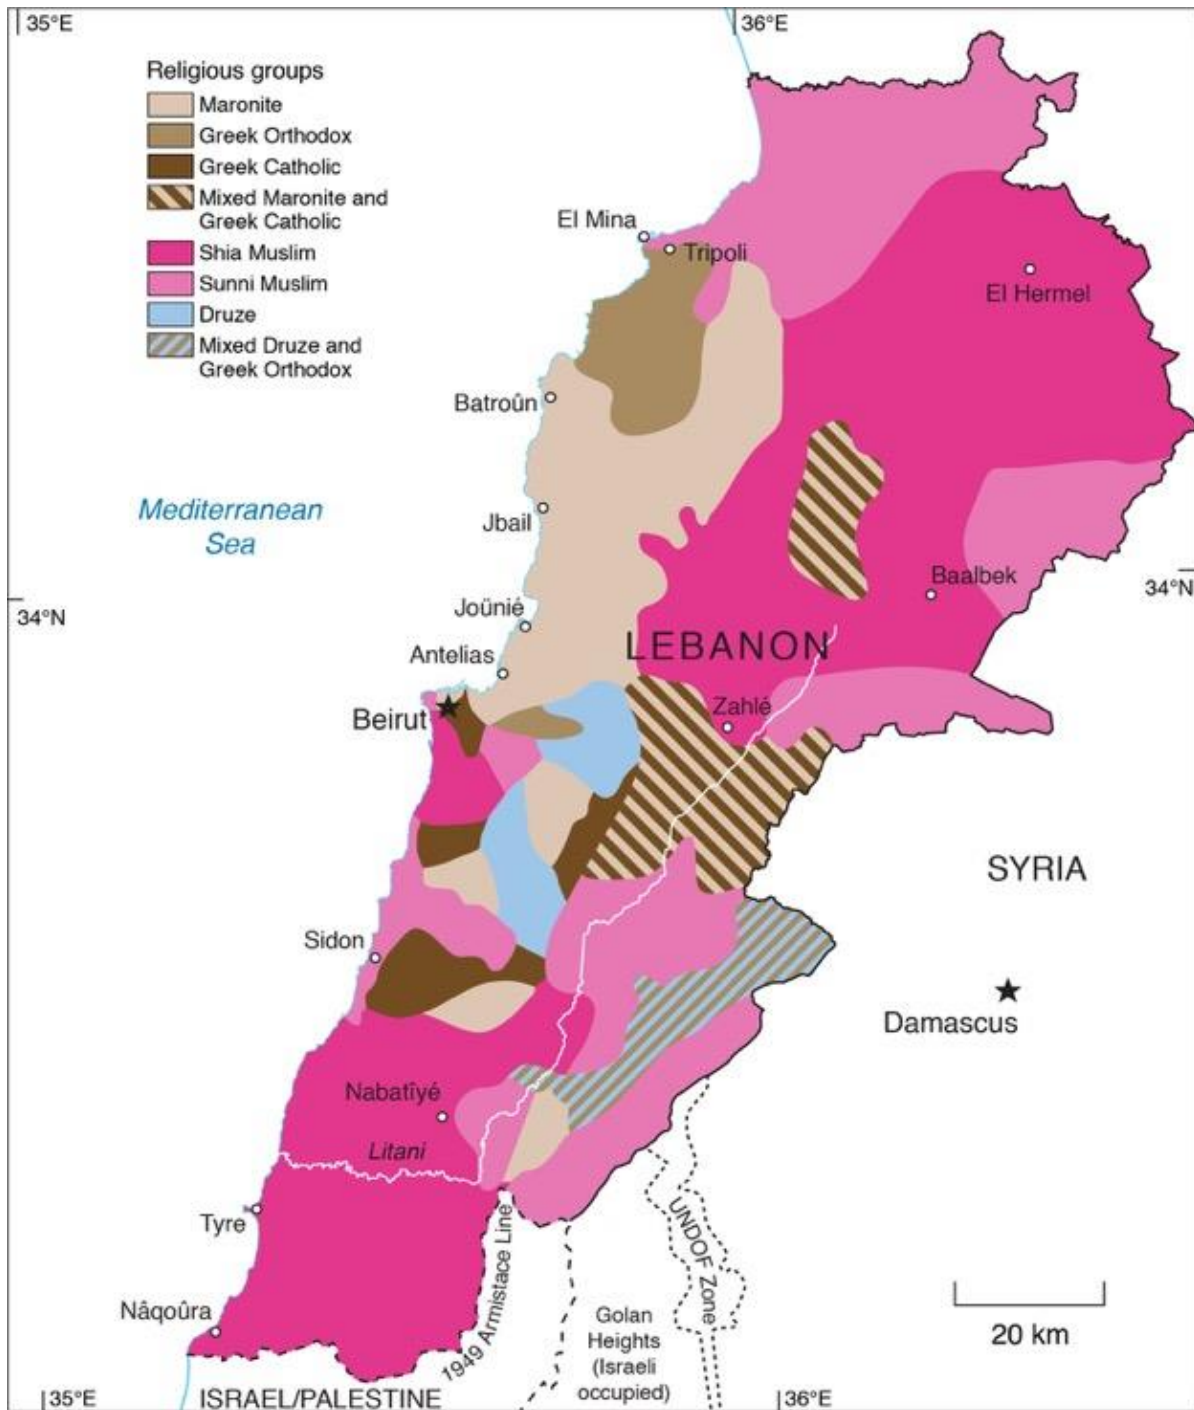 35°E
36°E
Religious groups
Maronite
Greek Orthodox
Greek Catholic
Mixed Maronite and
Greek Catholic
Shia Muslim
Sunni Muslim
Druze
Mixed Druze and
Greek Orthodox
El Mina
Tripoli
El Hermel
Batroûn
Mediterranean
Sea
Jbail
Baalbek
34°N
34°N
Joünié
LEBANON
Antelias
Zahlé
Beirut
SYRIA
Sidon
Damascus
Nabatîyé
Litani
Tyre
1949 Armistace Line
UNDOF Zone
Nâqoûra
Golan
Heights
(Israeli
occupied)
20 km
35°E
ISRAEL/PALESTINE
36°E